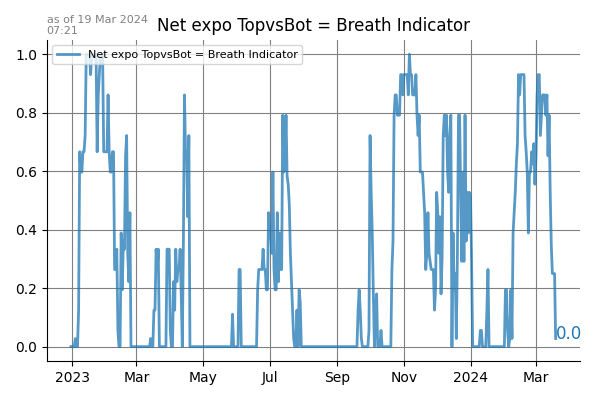 as of 19 Mar 2024
07:21
Net expo TopvsBot = Breath Indicator
Net expo TopvsBot = Breath Indicator
1.0
0.8
0.6
0.4
0.2
0.0
0.0
2023 Mar May Jul Sep Nov 2024 Mar